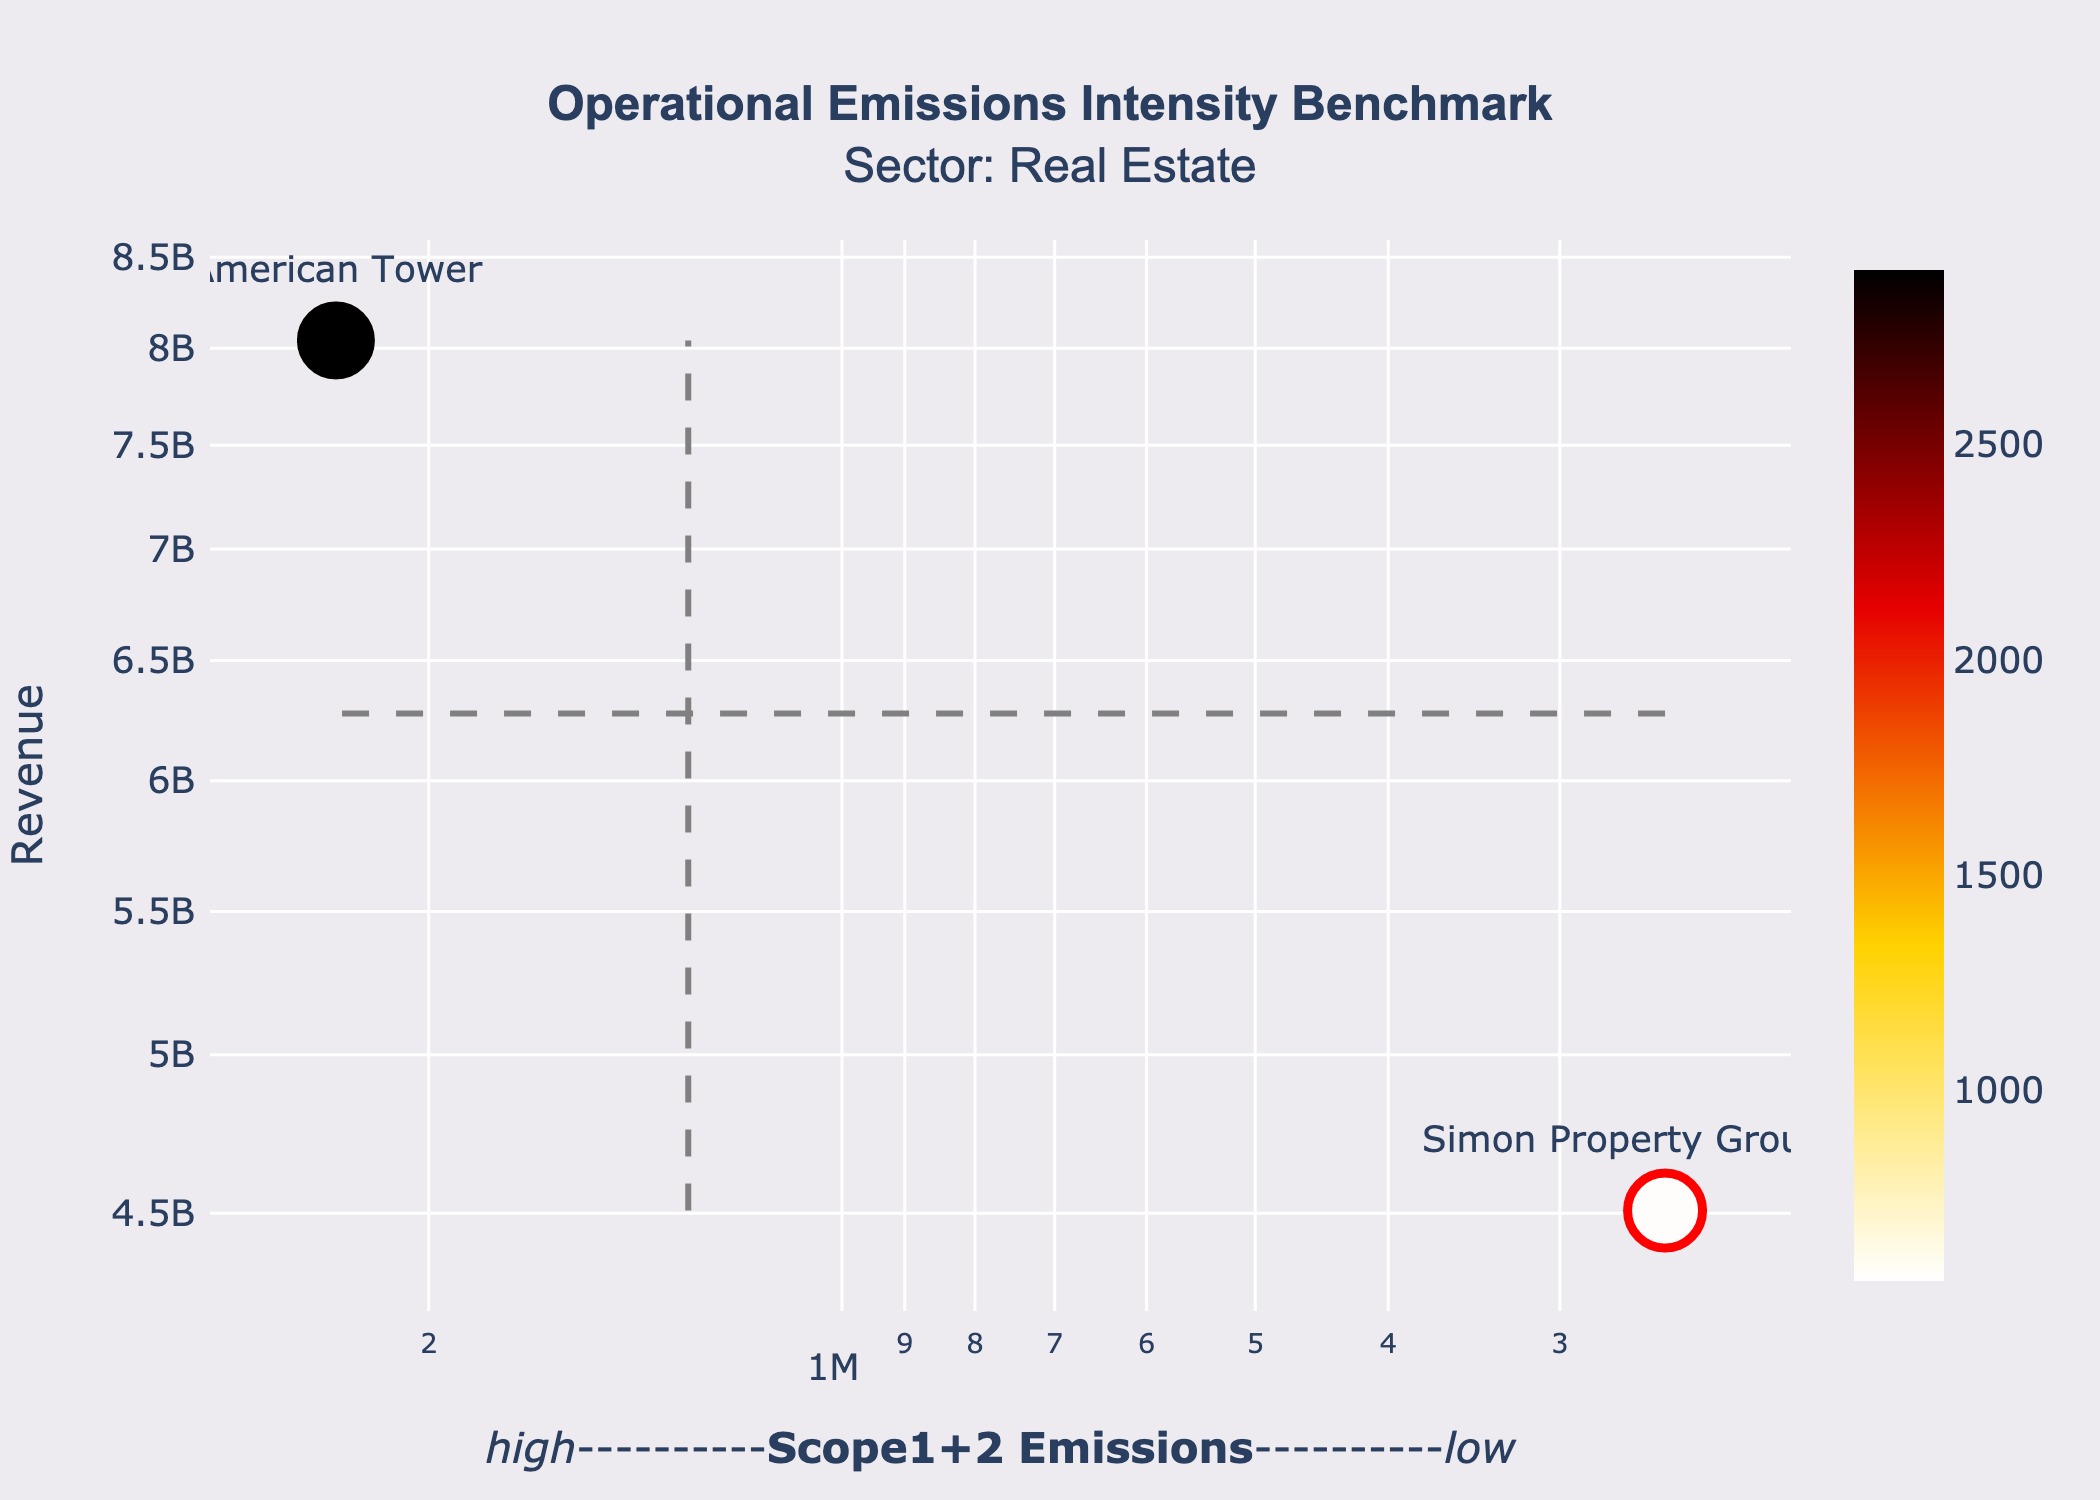 Operational Emissions Intensity Benchmark
Sector: Real Estate
8.5B
merican Tower
8B
7.5B
2500
7B
6.5B
2000
Revenue
6B
1500
5.5B
5B
1000
Simon Property Grou
4.5B
2 9 8 7 6 5 4 3
1M
high----------Scope1+2 Emissions----------low